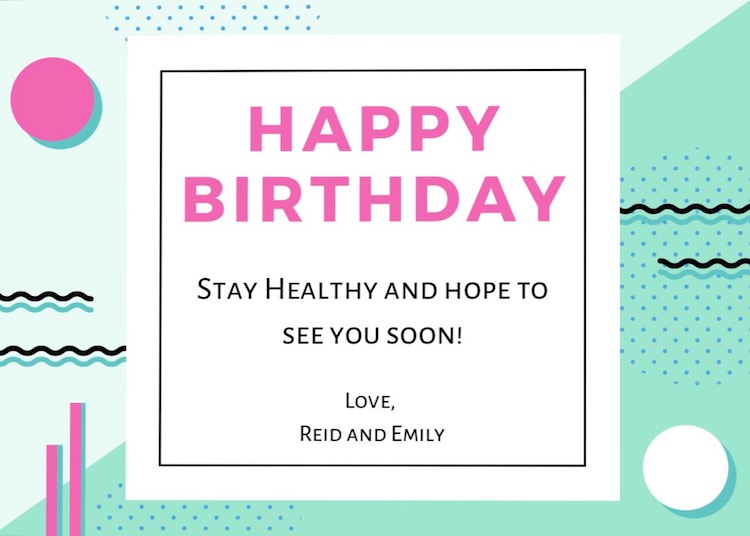 HAPPY
BIRTHDAY
Stay Healthy and hope to
see you soon!
Love,
Reid and Emily